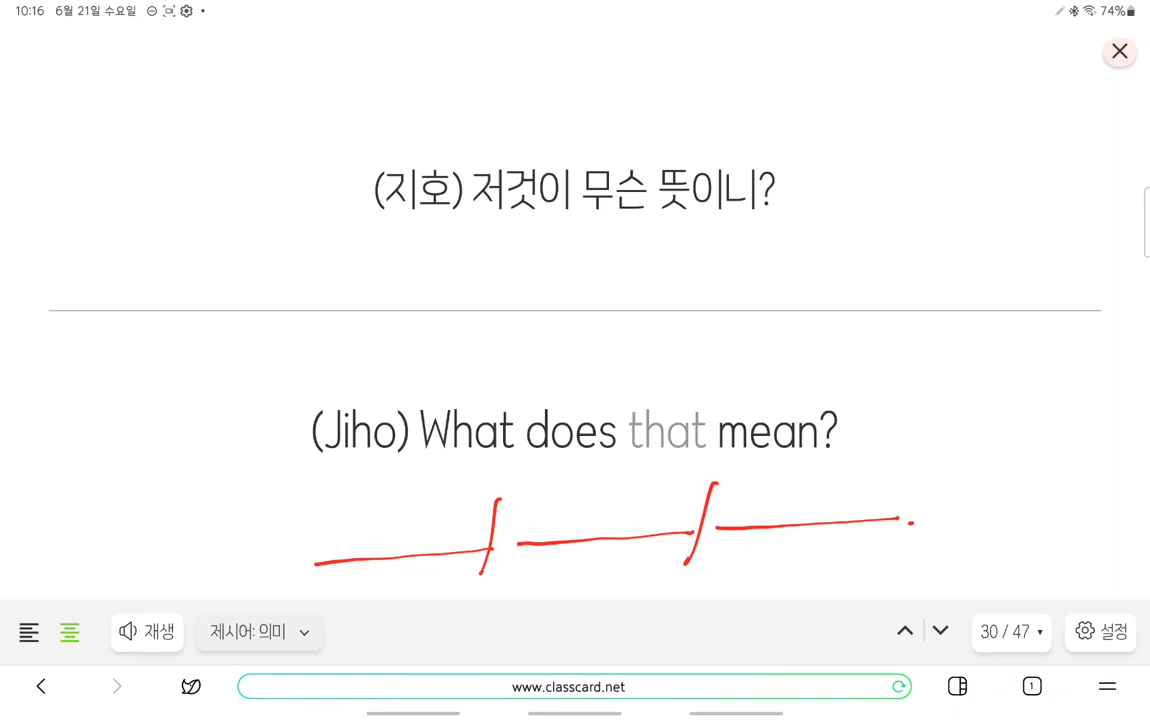 10:16 6월 21일 수요일 74%
(지호) 저것이 무슨 뜻이니?
(Jiho) What does that mean?
재생 제시어: 의미 30 / 47 설정
www.classcard.net 1